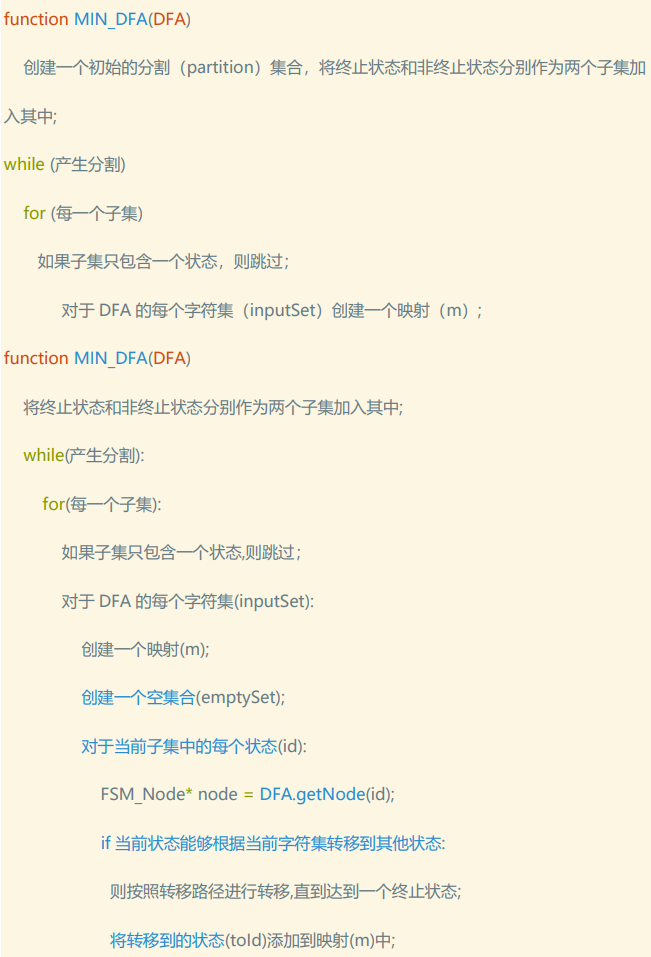 function MIN_DFA(DFA)
创建一个初始的分割（partition）集合，将终止状态和非终止状态分别作为两个子集加
入其中;
while (产生分割)
for (每一个子集)
如果子集只包含一个状态，则跳过；
对于 DFA 的每个字符集（inputSet）创建一个映射（m）;
function MIN_DFA(DFA)
将终止状态和非终止状态分别作为两个子集加入其中;
while(产生分割):
for(每一个子集):
如果子集只包含一个状态,则跳过；
对于 DFA 的每个字符集(inputSet):
创建一个映射(m);
创建一个空集合(emptySet);
对于当前子集中的每个状态(id):
FSM_Node* node = DFA.getNode(id);
if 当前状态能够根据当前字符集转移到其他状态:
则按照转移路径进行转移,直到达到一个终止状态;
将转移到的状态(toId)添加到映射(m)中;